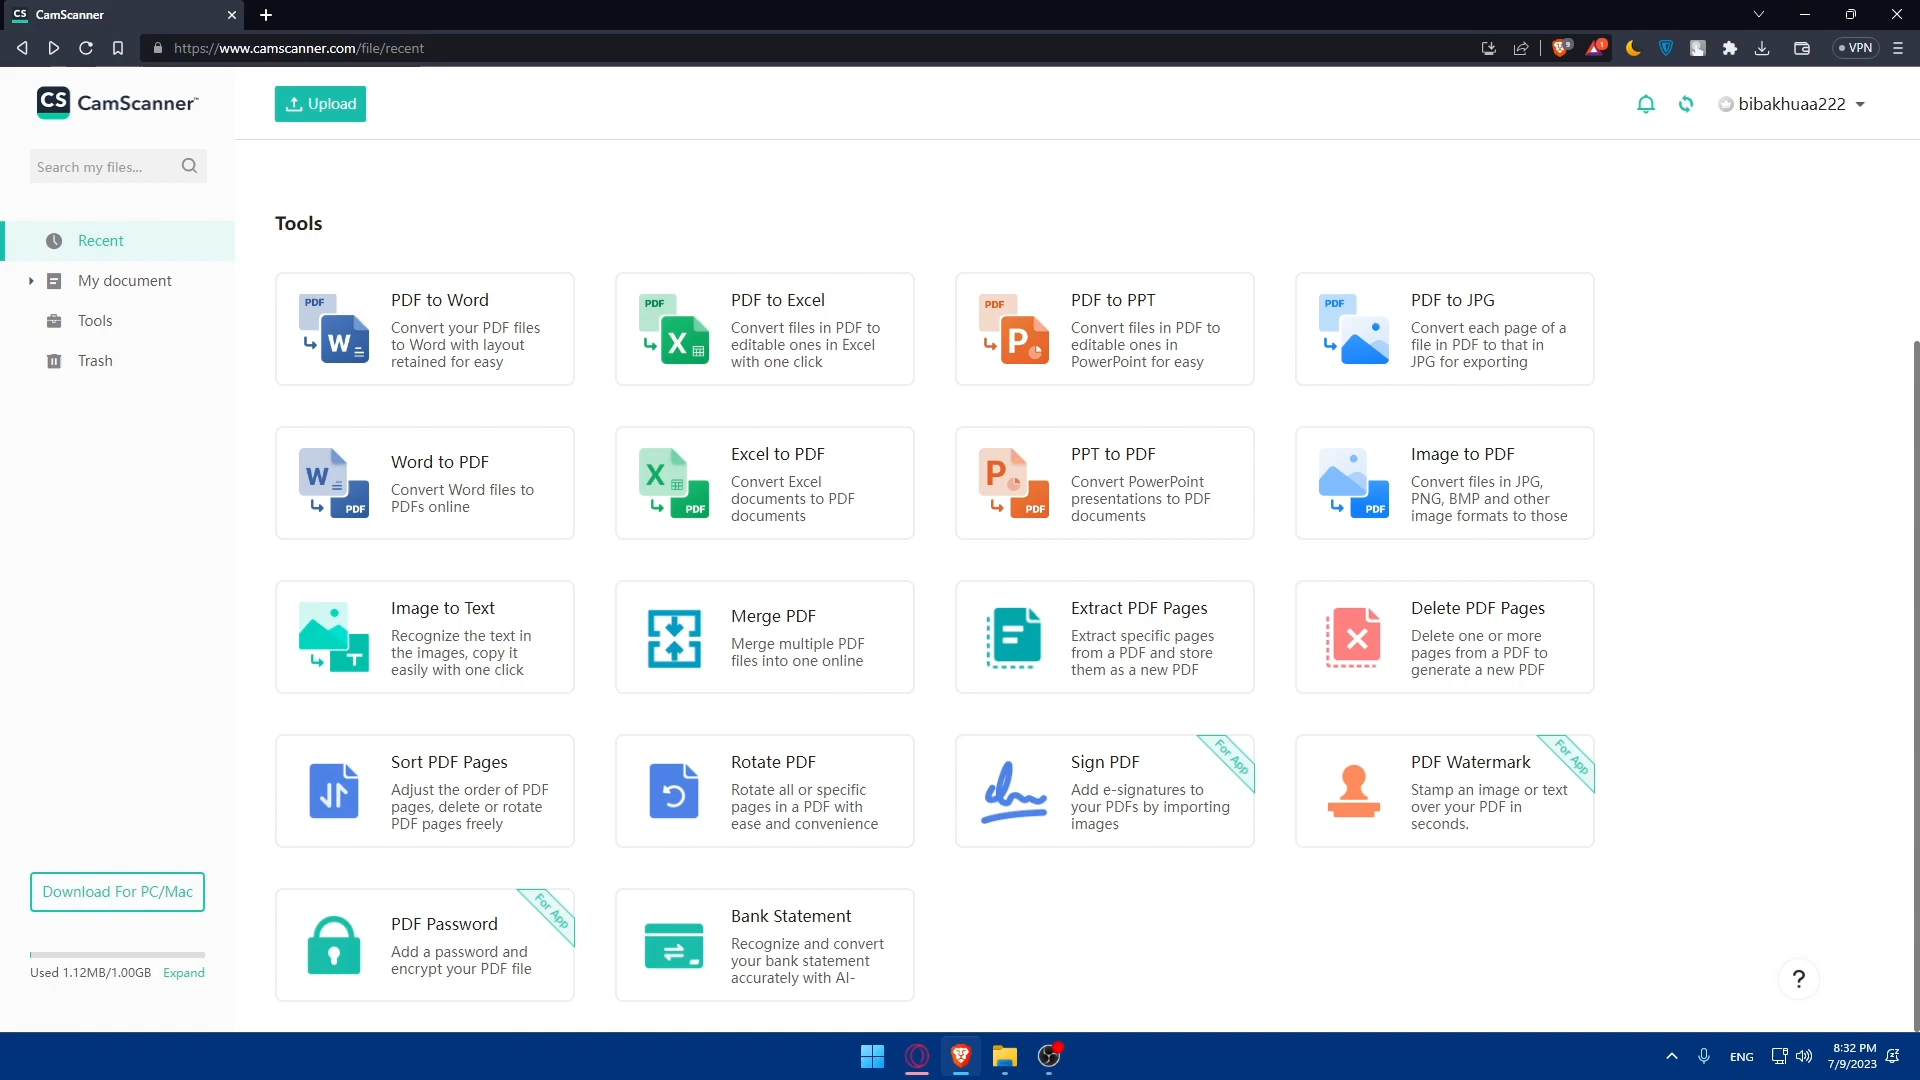 CS CamScanner
https://www.camscanner.com/file/recent
9
1
VPN
CS CamScanner™
Upload
bibakhuaa222
Search my files...
Recent
My document
Tools
Trash
Tools
PDF
W
PDF to Word
Convert your PDF files
to Word with layout
retained for easy
PDF
X
PDF to Excel
Convert files in PDF to
editable ones in Excel
with one click
PDF
P
PDF to PPT
Convert files in PDF to
editable ones in
PowerPoint for easy
PDF
PDF to JPG
Convert each page of a
file in PDF to that in
JPG for exporting
W
PDF
Word to PDF
Convert Word files to
PDFs online
X
PDF
Excel to PDF
Convert Excel
documents to PDF
documents
P
PDF
PPT to PDF
Convert PowerPoint
presentations to PDF
documents
PDF
Image to PDF
Convert files in JPG,
PNG, BMP and other
image formats to those
T
Image to Text
Recognize the text in
the images, copy it
easily with one click
Merge PDF
Merge multiple PDF
files into one online
Extract PDF Pages
Extract specific pages
from a PDF and store
them as a new PDF
Delete PDF Pages
Delete one or more
pages from a PDF to
generate a new PDF
Sort PDF Pages
Adjust the order of PDF
pages, delete or rotate
PDF pages freely
Rotate PDF
Rotate all or specific
pages in a PDF with
ease and convenience
Sign PDF
Add e-signatures to
your PDFs by importing
images
For App
PDF Watermark
Stamp an image or text
over your PDF in
seconds.
For App
PDF Password
Add a password and
encrypt your PDF file
For App
Bank Statement
Recognize and convert
your bank statement
accurately with AI-
Download For PC/Mac
Used 1.12MB/1.00GB Expand
?
ENG
8:32 PM
7/9/2023